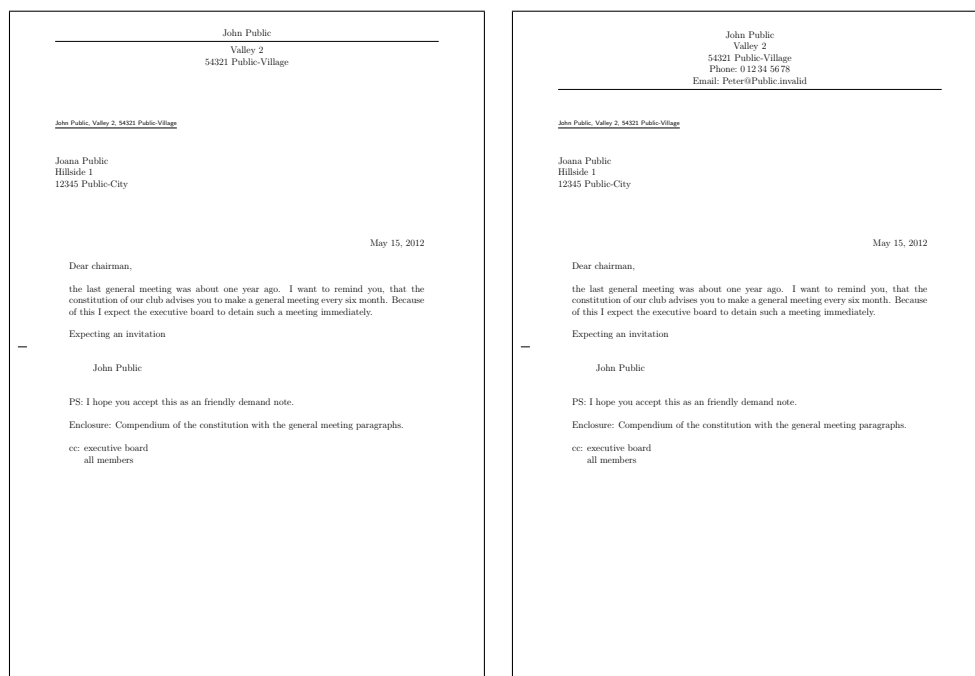 John Public
Valley 2
54321 Public-Village
John Public, Valley 2, 54321 Public-Village
Joana Public
Hillside 1
12345 Public-City
May 15, 2012
Dear chairman,
the last general meeting was about one year ago. I want to remind you, that the
constitution of our club advises you to make a general meeting every six month. Because
of this I expect the executive board to detain such a meeting immediately.
Expecting an invitation
John Public
PS: I hope you accept this as an friendly demand note.
Enclosure: Compendium of the constitution with the general meeting paragraphs.
cc: executive board
all members
John Public
Valley 2
54321 Public-Village
Phone: 0 12 34 56 78
Email: Peter@Public.invalid
John Public, Valley 2, 54321 Public-Village
Joana Public
Hillside 1
12345 Public-City
May 15, 2012
Dear chairman,
the last general meeting was about one year ago. I want to remind you, that the
constitution of our club advises you to make a general meeting every six month. Because
of this I expect the executive board to detain such a meeting immediately.
Expecting an invitation
John Public
PS: I hope you accept this as an friendly demand note.
Enclosure: Compendium of the constitution with the general meeting paragraphs.
cc: executive board
all members